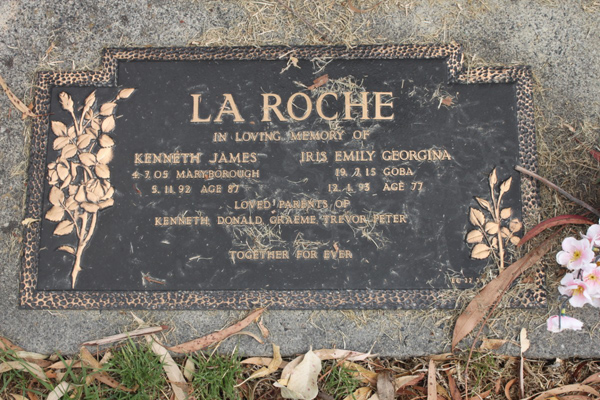 LA ROCHE
IN LOVING MEMORY OF
KENNETH JAMES IRIS EMILY GEORGINA
4.7.05 MARYBOROUGH 19.7.15 GOBA
5.11.92 AGE 87 12.1.93 AGE 77
LOVED PARENTS OF
KENNETH DONALD GRAEME TREVOR PETER
TOGETHER FOR EVER